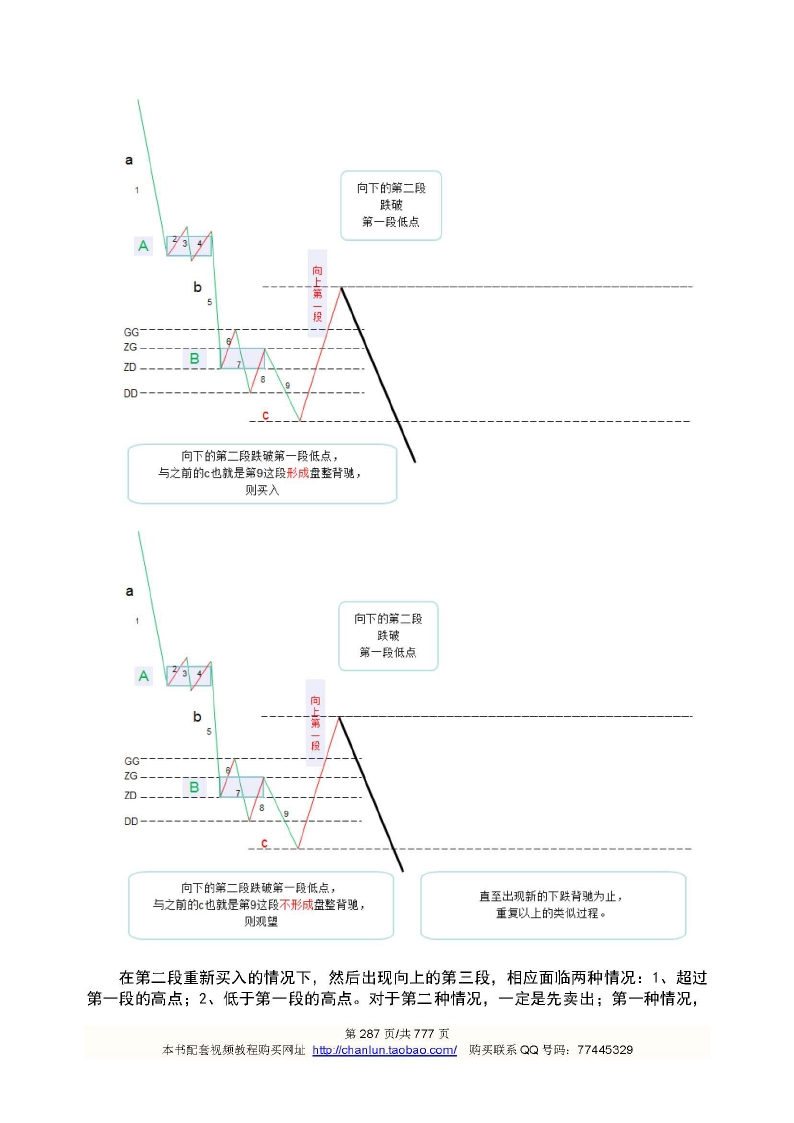 a
1
向下的第二段
跌破
第一段低点
A
2
3
4
向上第一段
b
5
GG
ZG
ZD
DD
6
B
7
8
9
c
向下的第二段跌破第一段低点，
与之前的c也就是第9这段形成盘整背驰，
则买入
a
1
向下的第二段
跌破
第一段低点
A
2
3
4
向上第一段
b
5
GG
ZG
ZD
DD
6
B
7
8
9
c
向下的第二段跌破第一段低点，
与之前的c也就是第9这段不形成盘整背驰，
则观望
直至出现新的下跌背驰为止，
重复以上的类似过程。
在第二段重新买入的情况下，然后出现向上的第三段，相应面临两种情况：1、超过
第一段的高点；2、低于第一段的高点。对于第二种情况，一定是先卖出；第一种情况，
第 287 页/共 777 页
本书配套视频教程购买网址 http://chanlun.taobao.com/ 购买联系 QQ 号码：77445329